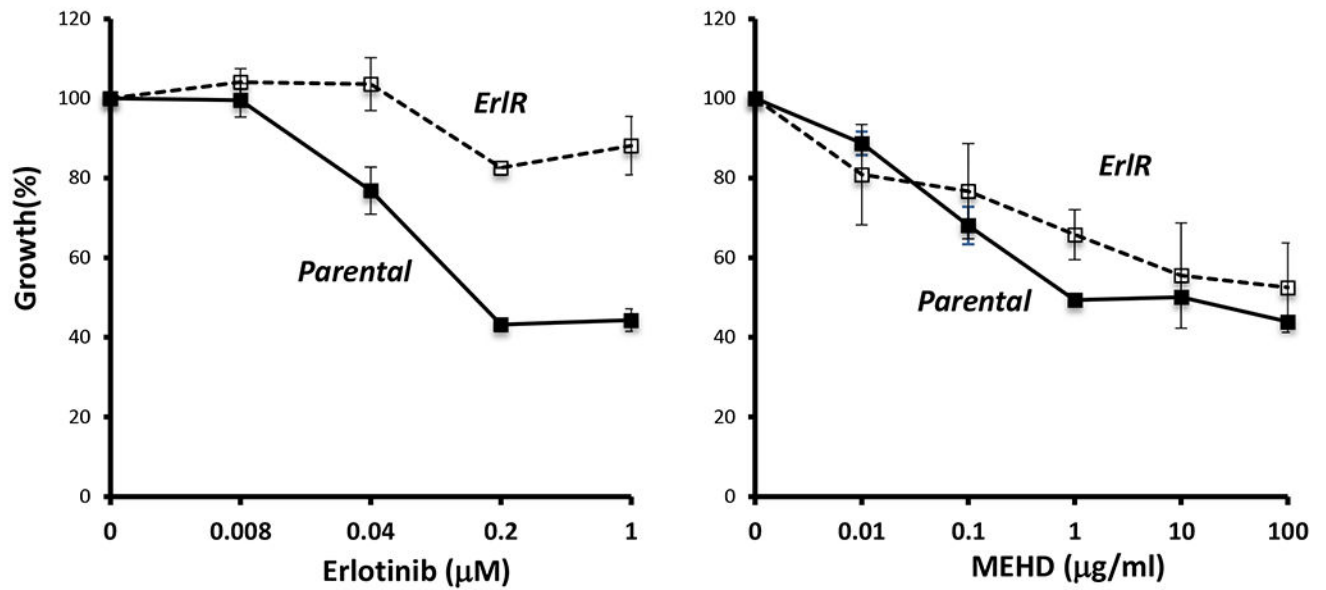 120
100
80
60
40
20
0
Growth(%)
ErlR
Parental
0 0.008 0.04 0.2 1
Erlotinib (μM)
120
100
80
60
40
20
0
ErlR
Parental
0 0.01 0.1 1 10 100
MEHD (μg/ml)